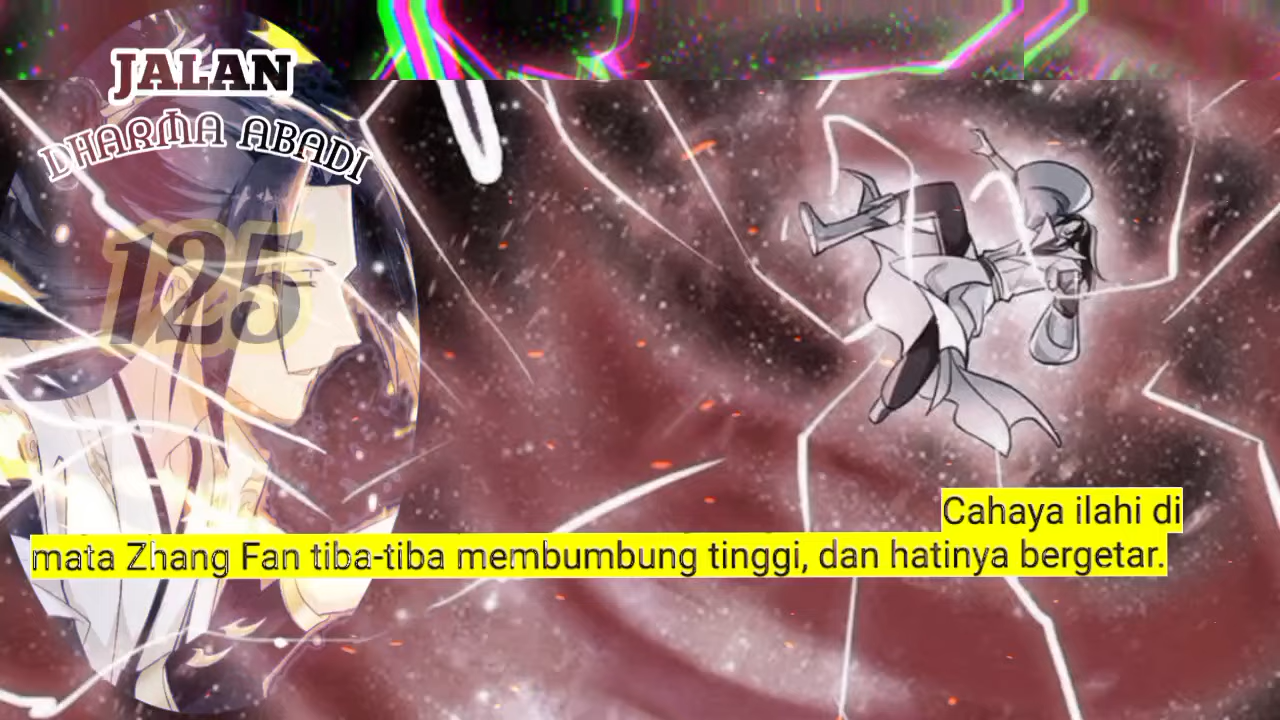 JALAN
DHARMA ABADI
125
Cahaya ilahi di
mata Zhang Fan tiba-tiba membumbung tinggi, dan hatinya bergetar.